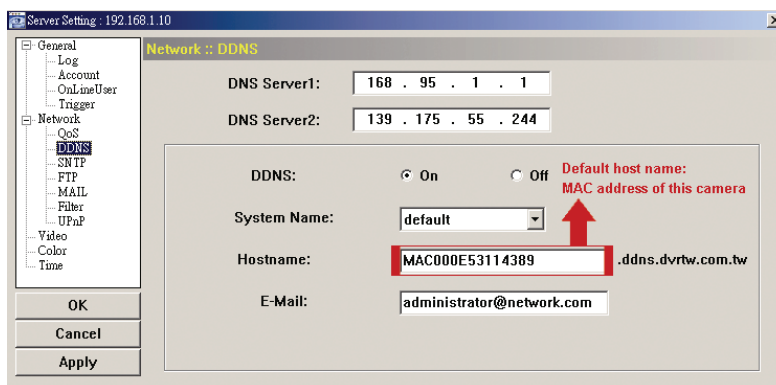 Server Setting : 192.168.1.10
General
Log
Account
OnLineUser
Trigger
Network
QoS
DDNS
SNTP
FTP
MAIL
Filter
UPnP
Video
Color
Time
OK
Cancel
Apply
Network :: DDNS
DNS Server1: 168 . 95 . 1 . 1
DNS Server2: 139 . 175 . 55 . 244
DDNS: On Off
Default host name:
MAC address of this camera
System Name: default
Hostname: MAC000E53114389 .ddns.dvrtw.com.tw
E-Mail: administrator@network.com